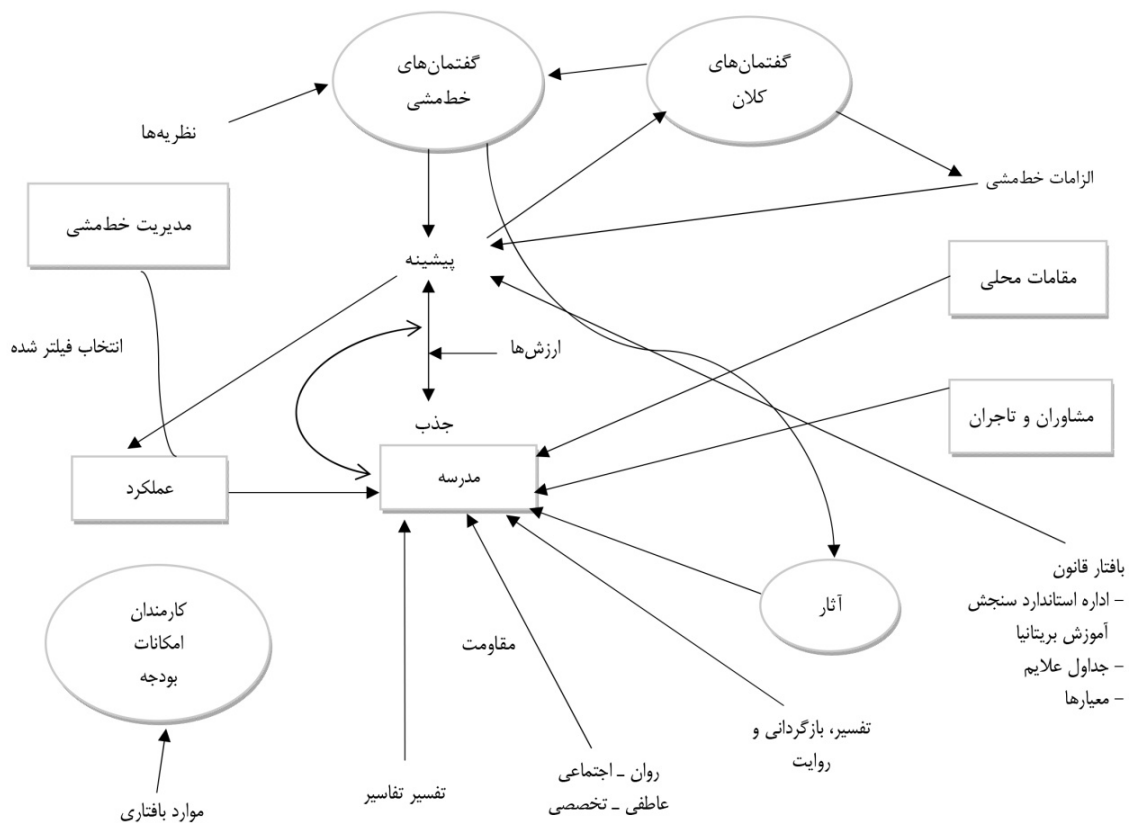 گفتمان‌های
کلان
گفتمان‌های
خط‌مشی
نظریه‌ها
الزامات خط‌مشی
مدیریت خط‌مشی
پیشینه
مقامات محلی
انتخاب فیلتر شده
ارزش‌ها
مشاوران و تاجران
جذب
مدرسه
عملکرد
بافتار قانون
- اداره استاندارد سنجش
آموزش بریتانیا
- جداول علایم
- معیارها
آثار
کارمندان
امکانات
بودجه
مقاومت
تفسیر، بازگردانی و
روایت
روان ـ اجتماعی
عاطفی ـ تخصصی
تفسیر تفاسیر
موارد بافتاری